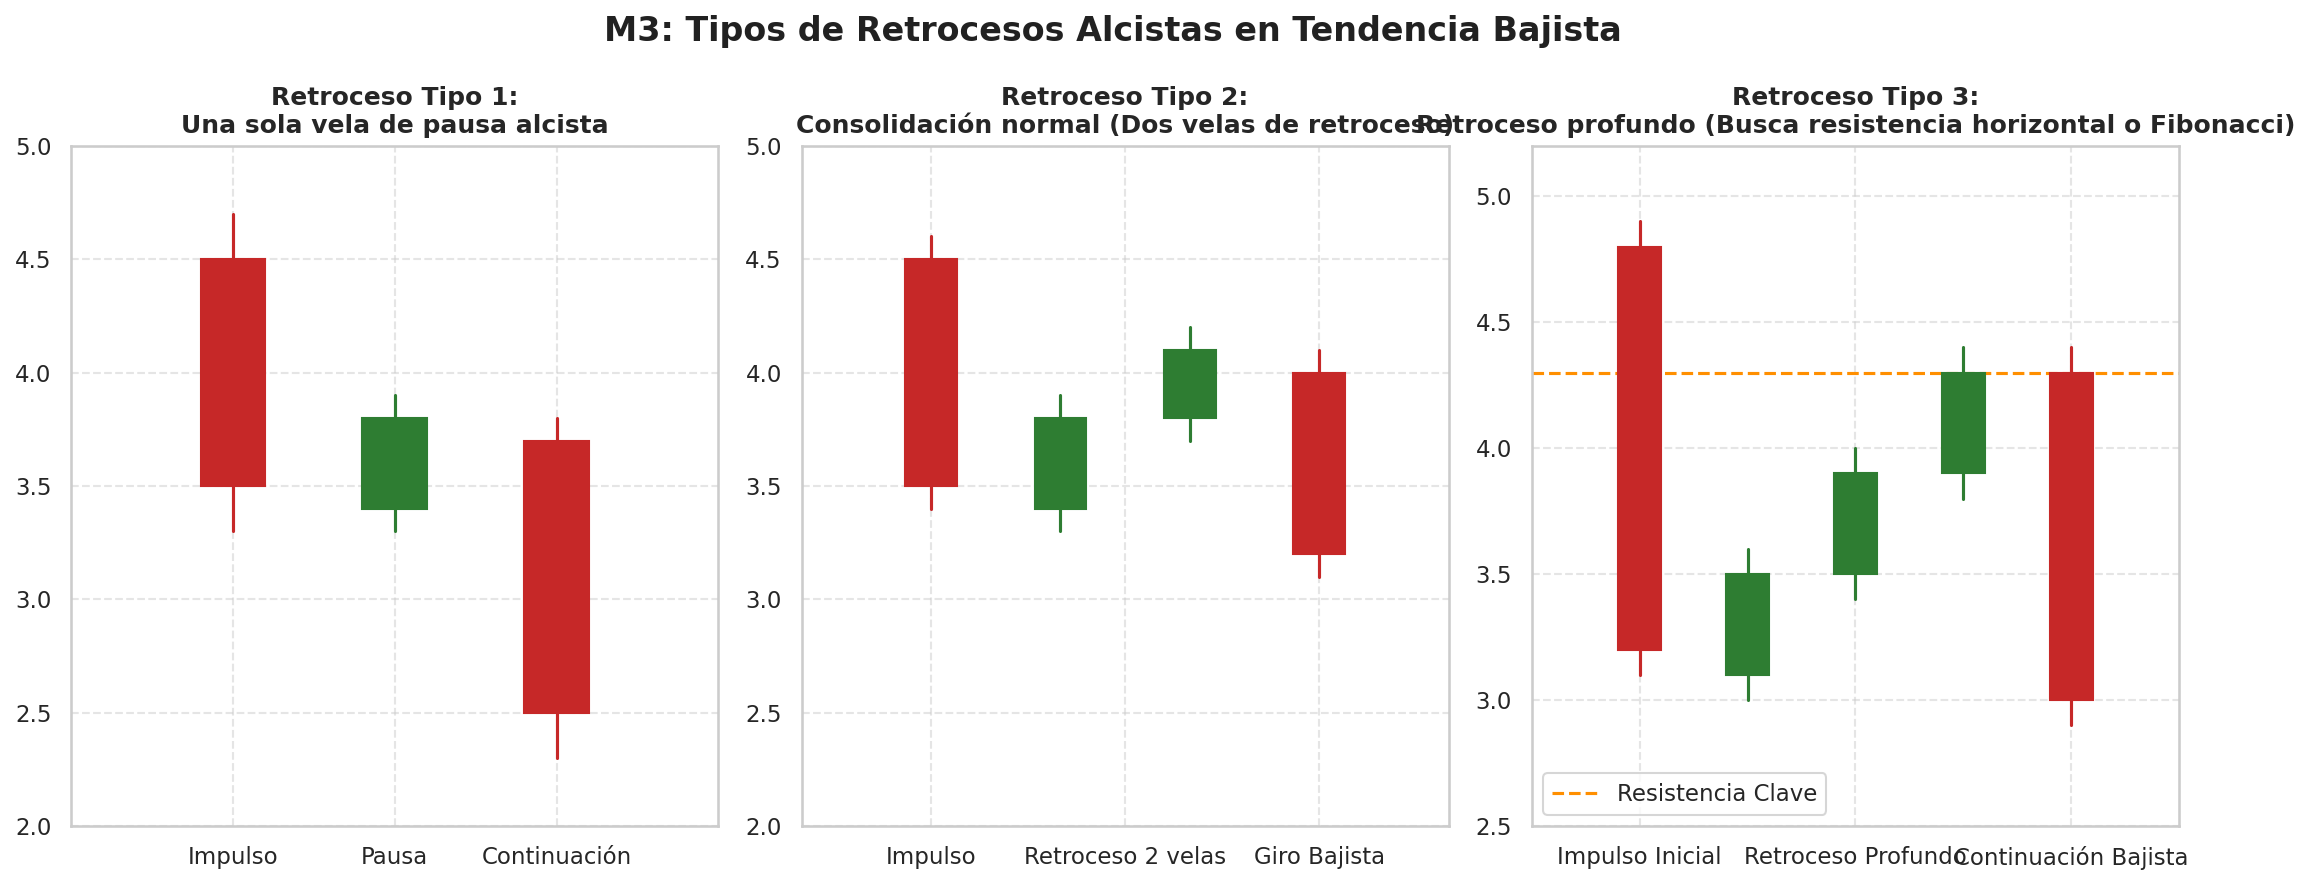 M3: Tipos de Retrocesos Alcistas en Tendencia Bajista
Retroceso Tipo 1:
Una sola vela de pausa alcista
5.0
4.5
4.0
3.5
3.0
2.5
2.0
Impulso Pausa Continuación
Retroceso Tipo 2:
Consolidación normal (Dos velas de retroceso)
5.0
4.5
4.0
3.5
3.0
2.5
2.0
Impulso Retroceso 2 velas Giro Bajista
Retroceso Tipo 3:
Retroceso profundo (Busca resistencia horizontal o Fibonacci)
5.0
4.5
4.0
3.5
3.0
2.5
Resistencia Clave
Impulso Inicial Retroceso Profundo Continuación Bajista